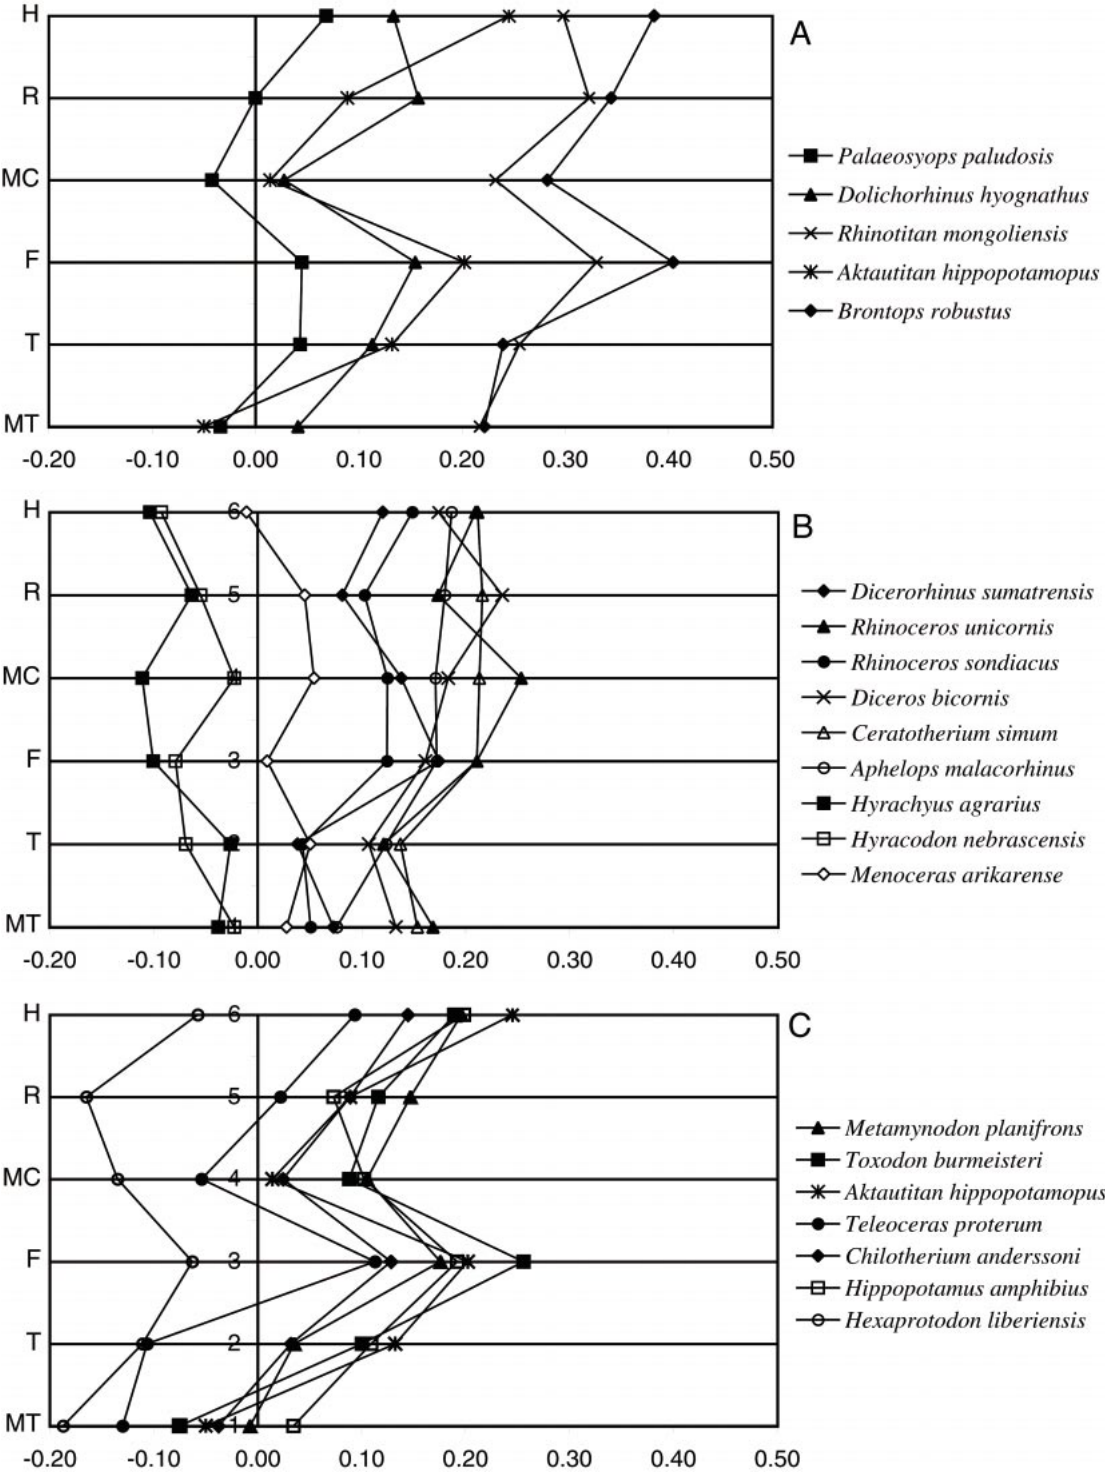 H
A
R
MC
F
T
MT
-0.20 -0.10 0.00 0.10 0.20 0.30 0.40 0.50
Palaeosyops paludosis
Dolichorhinus hyognathus
Rhinotitan mongoliensis
Aktautitan hippopotamopus
Brontops robustus
H 6
B
R 5
MC
F 3
T
MT
-0.20 -0.10 0.00 0.10 0.20 0.30 0.40 0.50
Dicerorhinus sumatrensis
Rhinoceros unicornis
Rhinoceros sondiacus
Diceros bicornis
Ceratotherium simum
Aphelops malacorhinus
Hyrachyus agrarius
Hyracodon nebrascensis
Menoceras arikarense
H 6
C
R 5
MC 4
F 3
T 2
MT 1
-0.20 -0.10 0.00 0.10 0.20 0.30 0.40 0.50
Metamynodon planifrons
Toxodon burmeisteri
Aktautitan hippopotamopus
Teleoceras proterum
Chilotherium anderssoni
Hippopotamus amphibius
Hexaprotodon liberiensis